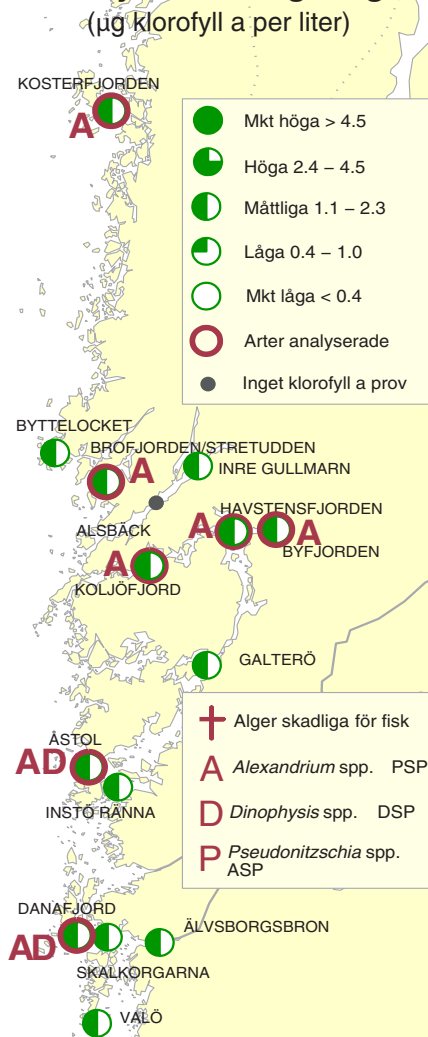 (µg klorofyll a per liter)
KOSTERFJORDEN
A
Mkt höga > 4.5
Höga 2.4 – 4.5
Måttliga 1.1 – 2.3
Låga 0.4 – 1.0
Mkt låga < 0.4
Arter analyserade
Inget klorofyll a prov
BYTTELOCKET
BROFJORDEN/STRETUDDEN
A
INRE GULLMARN
ALSBÄCK
HAVSTENSFJORDEN
A
A
BYFJORDEN
A
KOLJÖFJORD
GALTERÖ
ÅSTOL
AD
INSTÖ RÄNNA
Alger skadliga för fisk
A Alexandrium spp. PSP
D Dinophysis spp. DSP
P Pseudonitzschia spp.
ASP
DANAFJORD
AD
ÄLVSBORGSBRON
SKALKORGARNA
VALÖ